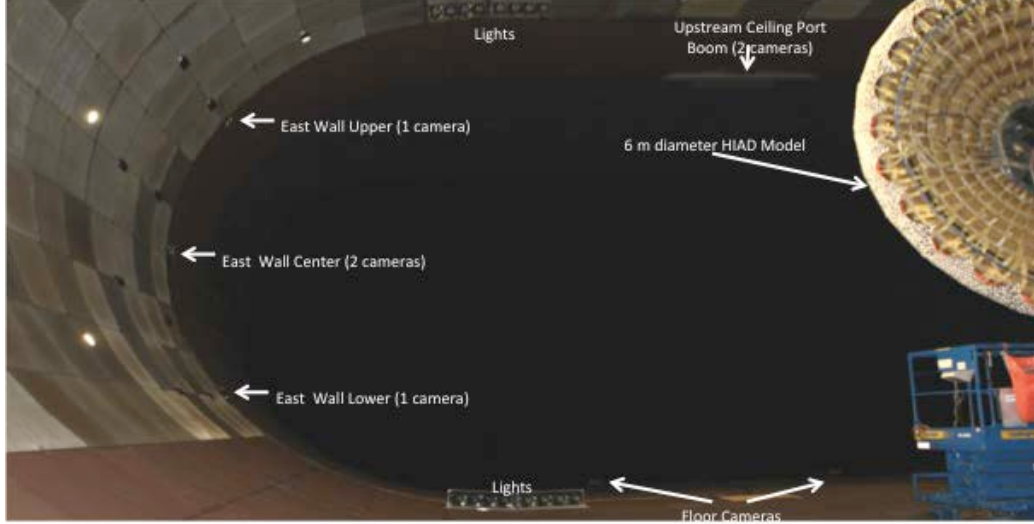 Lights
Upstream Ceiling Port
Boom (2 cameras)
East Wall Upper (1 camera)
6 m diameter HIAD Model
East  Wall Center (2 cameras)
East  Wall Lower (1 camera)
Lights
Floor Cameras